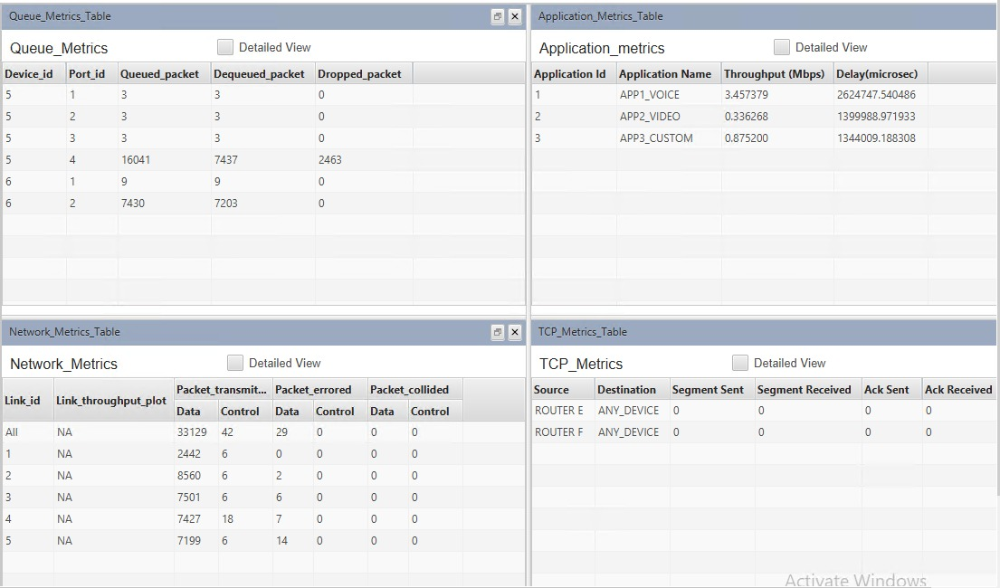 Queue_Metrics_Table
Queue_Metrics Detailed View
Device_id Port_id Queued_packet Dequeued_packet Dropped_packet
5 1 3 3 0
5 2 3 3 0
5 3 3 3 0
5 4 16041 7437 2463
6 1 9 9 0
6 2 7430 7203 0
Application_Metrics_Table
Application_metrics Detailed View
Application Id Application Name Throughput (Mbps) Delay(microsec)
1 APP1_VOICE 3.457379 2624747.540486
2 APP2_VIDEO 0.336268 1399988.971933
3 APP3_CUSTOM 0.875200 1344009.188308
Network_Metrics_Table
Network_Metrics Detailed View
Link_id Link_throughput_plot Packet_transmit... Packet_errored Packet_collided
Data Control Data Control Data Control
All NA 33129 42 29 0 0 0
1 NA 2442 6 0 0 0 0
2 NA 8560 6 2 0 0 0
3 NA 7501 6 6 0 0 0
4 NA 7427 18 7 0 0 0
5 NA 7199 6 14 0 0 0
TCP_Metrics_Table
TCP_Metrics Detailed View
Source Destination Segment Sent Segment Received Ack Sent Ack Received
ROUTER E ANY_DEVICE 0 0 0 0
ROUTER F ANY_DEVICE 0 0 0 0
Activate Windows